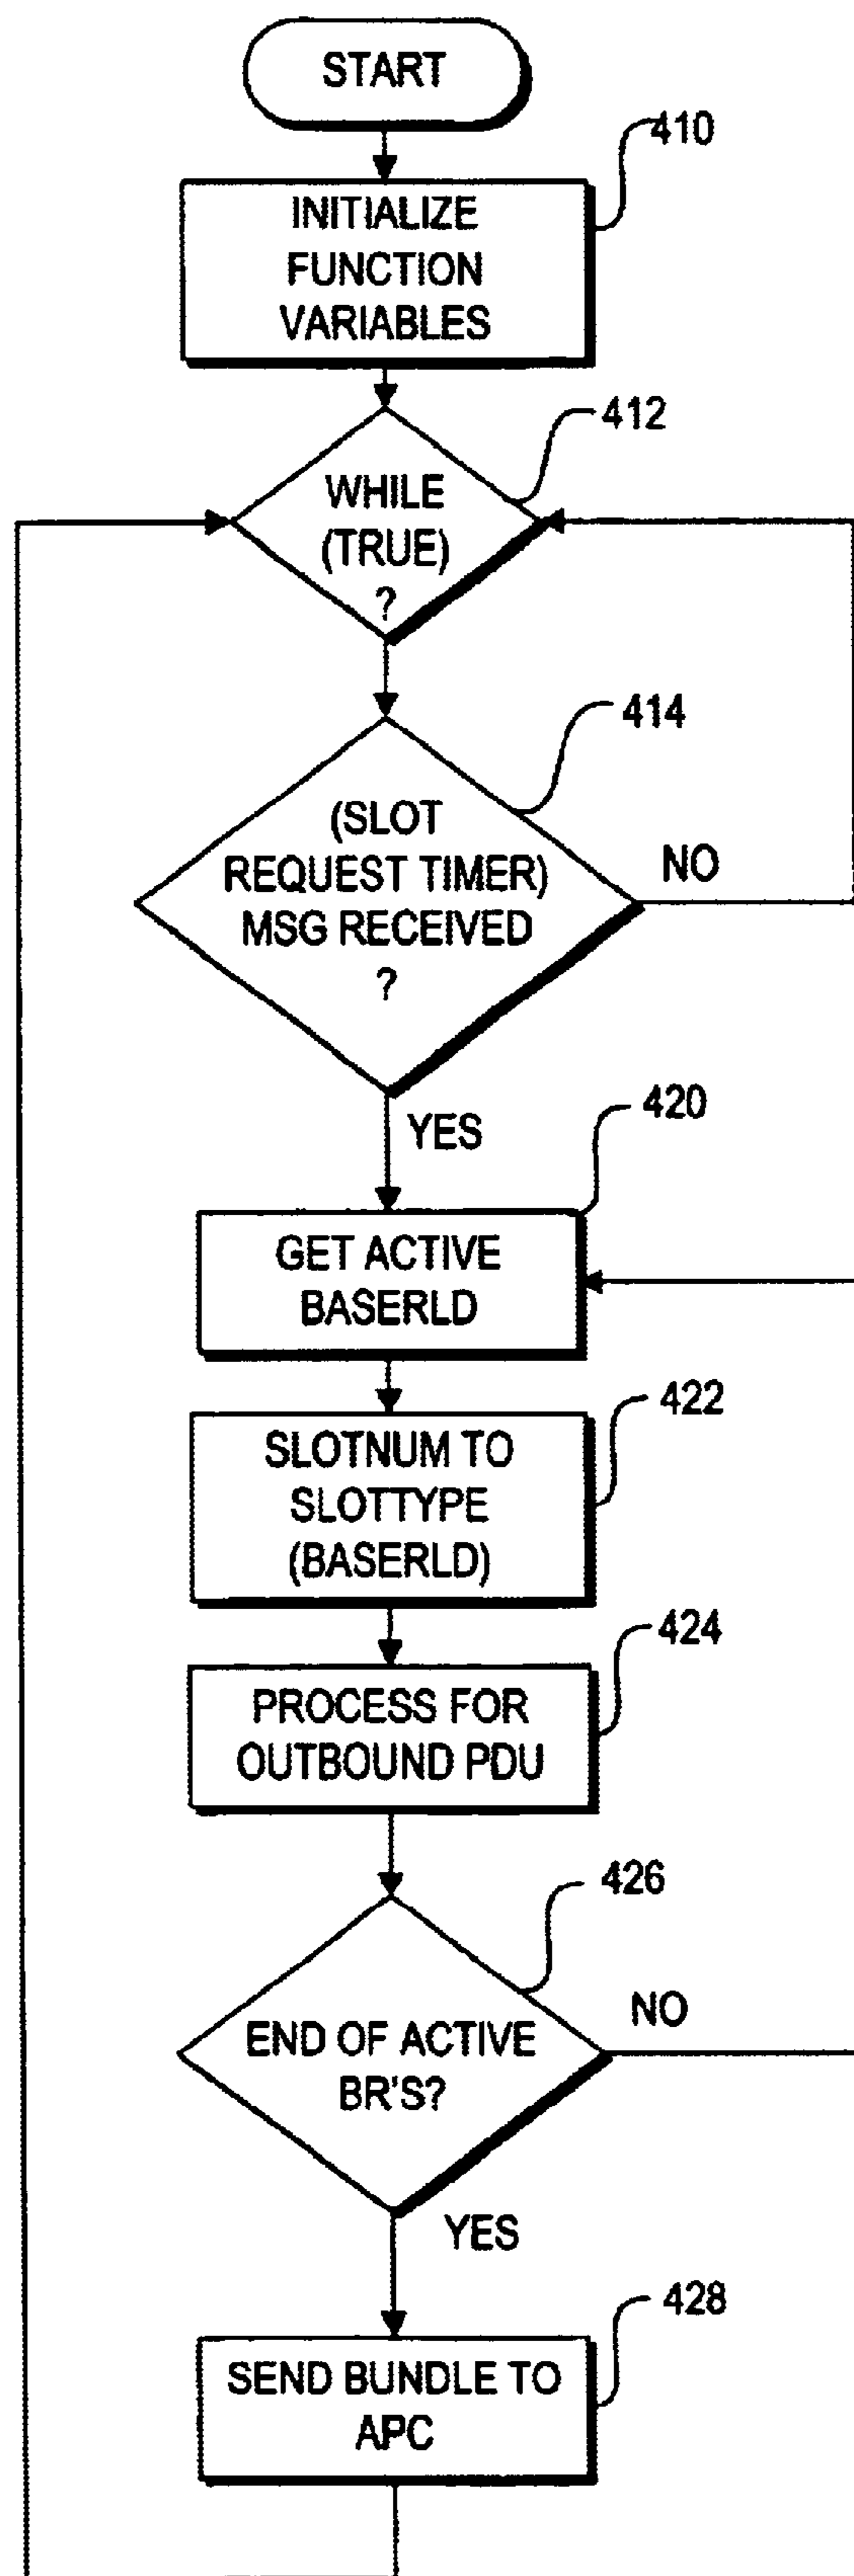 START
410
INITIALIZE
FUNCTION
VARIABLES
412
WHILE
(TRUE)
?
414
(SLOT
REQUEST TIMER)
MSG RECEIVED
?
NO
YES
420
GET ACTIVE
BASERLD
422
SLOTNUM TO
SLOTTYPE
(BASERLD)
424
PROCESS FOR
OUTBOUND PDU
426
END OF ACTIVE
BR'S?
NO
YES
428
SEND BUNDLE TO
APC